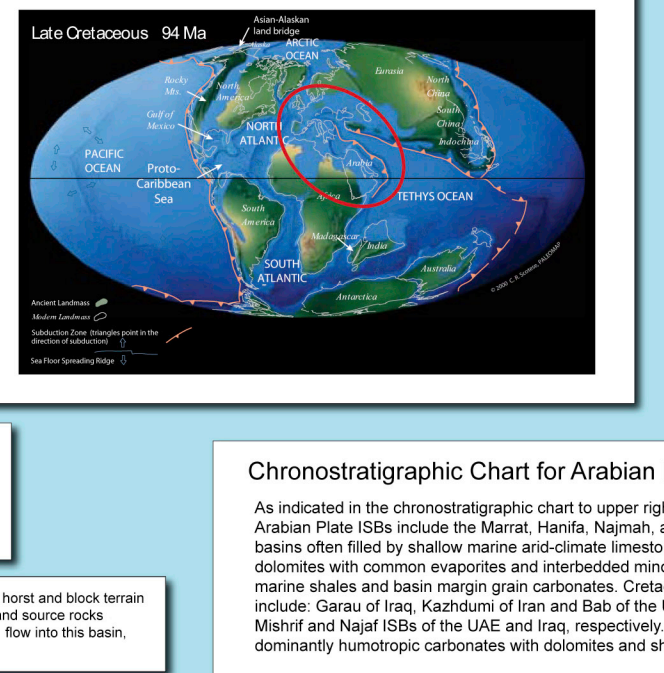 Late Cretaceous 94 Ma
Asian-Alaskan
land bridge
Alaska
ARCTIC
OCEAN
Rocky
Mts.
North
America
Eurasia
North
China
Gulf of
Mexico
NORTH
ATLANTIC
South
China
Indochina
PACIFIC
OCEAN
Proto-
Caribbean
Sea
Arabia
Africa
TETHYS OCEAN
South
America
Madagascar
India
SOUTH
ATLANTIC
Australia
Antarctica
© 2000 C. R. Scotese, PALEOMAP
Ancient Landmass
Modern Landmass
Subduction Zone (triangles point in the
direction of subduction)
Sea Floor Spreading Ridge
horst and block terrain
and source rocks
flow into this basin,
Chronostratigraphic Chart for Arabian
As indicated in the chronostratigraphic chart to upper righ
Arabian Plate ISBs include the Marrat, Hanifa, Najmah, a
basins often filled by shallow marine arid-climate limesto
dolomites with common evaporites and interbedded mino
marine shales and basin margin grain carbonates. Creta
include: Garau of Iraq, Kazhdumi of Iran and Bab of the U
Mishrif and Najaf ISBs of the UAE and Iraq, respectively.
dominantly humotropic carbonates with dolomites and sh